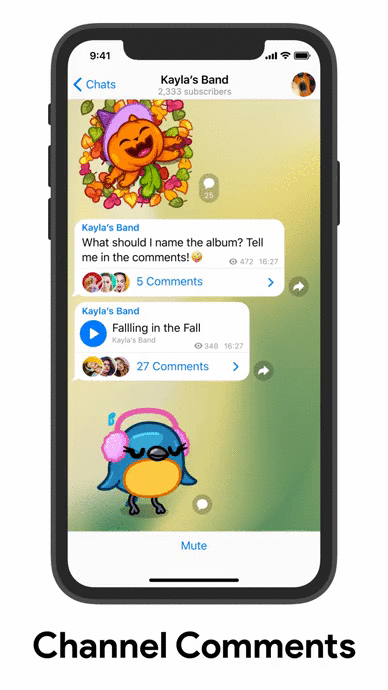 9:41
Chats
Kayla's Band
2,333 subscribers
25
Kayla's Band
What should I name the album? Tell
me in the comments!🤪
472 16:27
5 Comments
Kayla's Band
Fallling in the Fall
Kayla's Band
348 16:27
27 Comments
Mute
Channel Comments